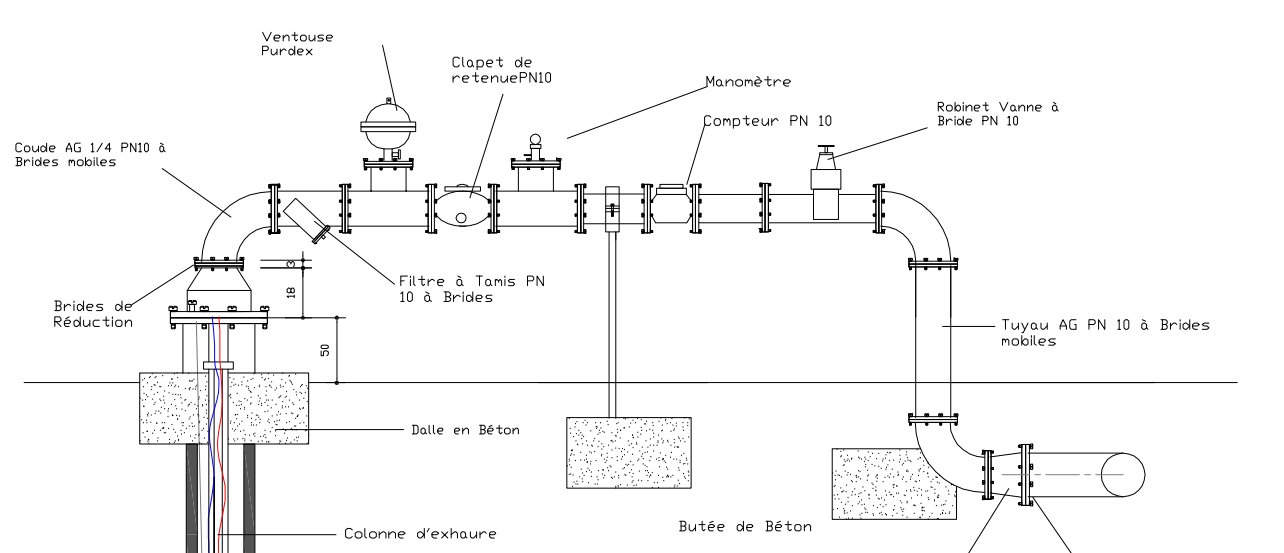 Ventouse
Purdex
Clapet de
retenuePN10
Manomètre
Robinet Vanne à
Bride PN 10
Compteur PN 10
Coude AG 1/4 PN10 à
Brides mobiles
Filtre à Tamis PN
10 à Brides
3
18
Brides de
Réduction
50
Tuyau AG PN 10 à Brides
mobiles
Dalle en Béton
Butée de Béton
Colonne d'exhaure